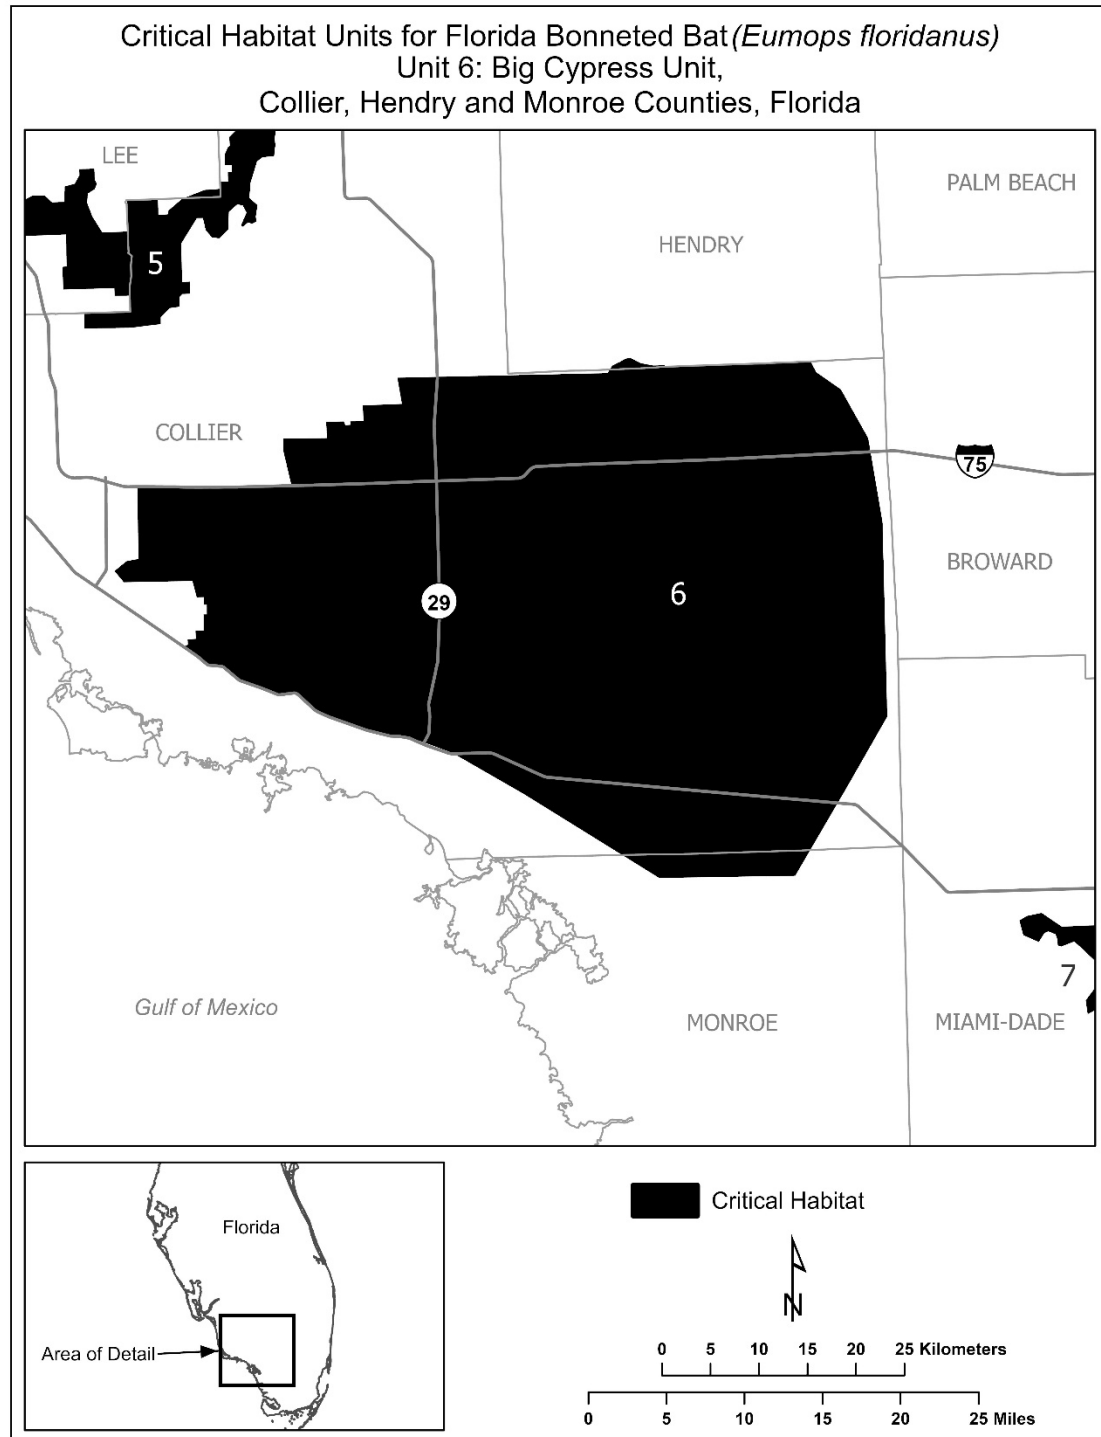 Critical Habitat Units for Florida Bonneted Bat (Eumops floridanus)
Unit 6: Big Cypress Unit,
Collier, Hendry and Monroe Counties, Florida
LEE
PALM BEACH
HENDRY
5
COLLIER
75
BROWARD
6
29
7
Gulf of Mexico
MONROE
MIAMI-DADE
Florida
Area of Detail
Critical Habitat
N
0 5 10 15 20 25 Kilometers
0 5 10 15 20 25 Miles